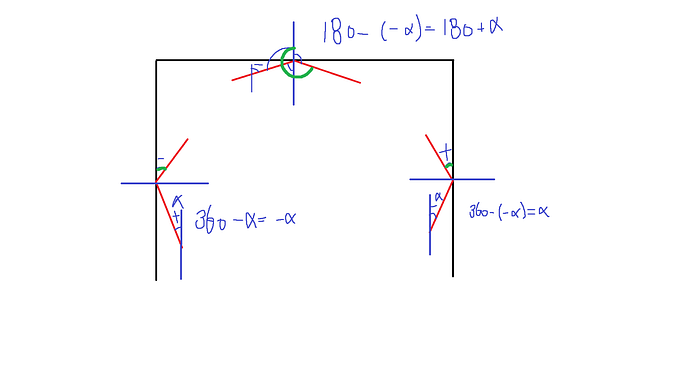 180 - (-α) = 180 + α
-
-
+
α
+
α
-
360 - α = -α
360 - (-α) = α